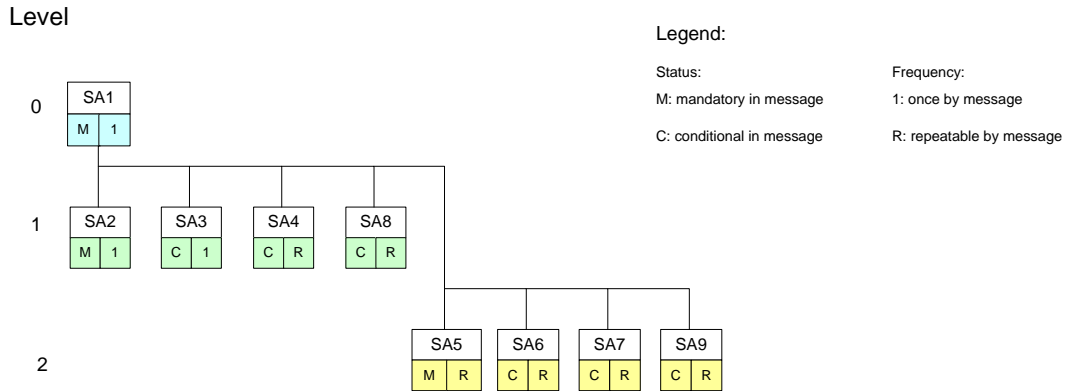 Level
Legend:
Status:
Frequency:
M: mandatory in message
1: once by message
C: conditional in message
R: repeatable by message
0
SA1
M 1
1
SA2 SA3 SA4 SA8
M 1 C 1 C R C R
2
SA5 SA6 SA7 SA9
M R C R C R C R